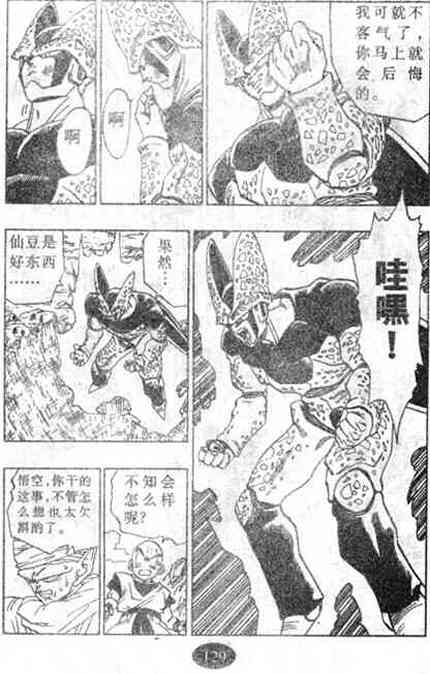 我可就不
客气了，
你马上就
会后悔
的。
啊
啊
哇嘿！
果然…
仙豆是
好东西
……
不知会
怎么样
呢？
悟空，你干的
这事，不管怎
么想也太欠
斟酌了。
129